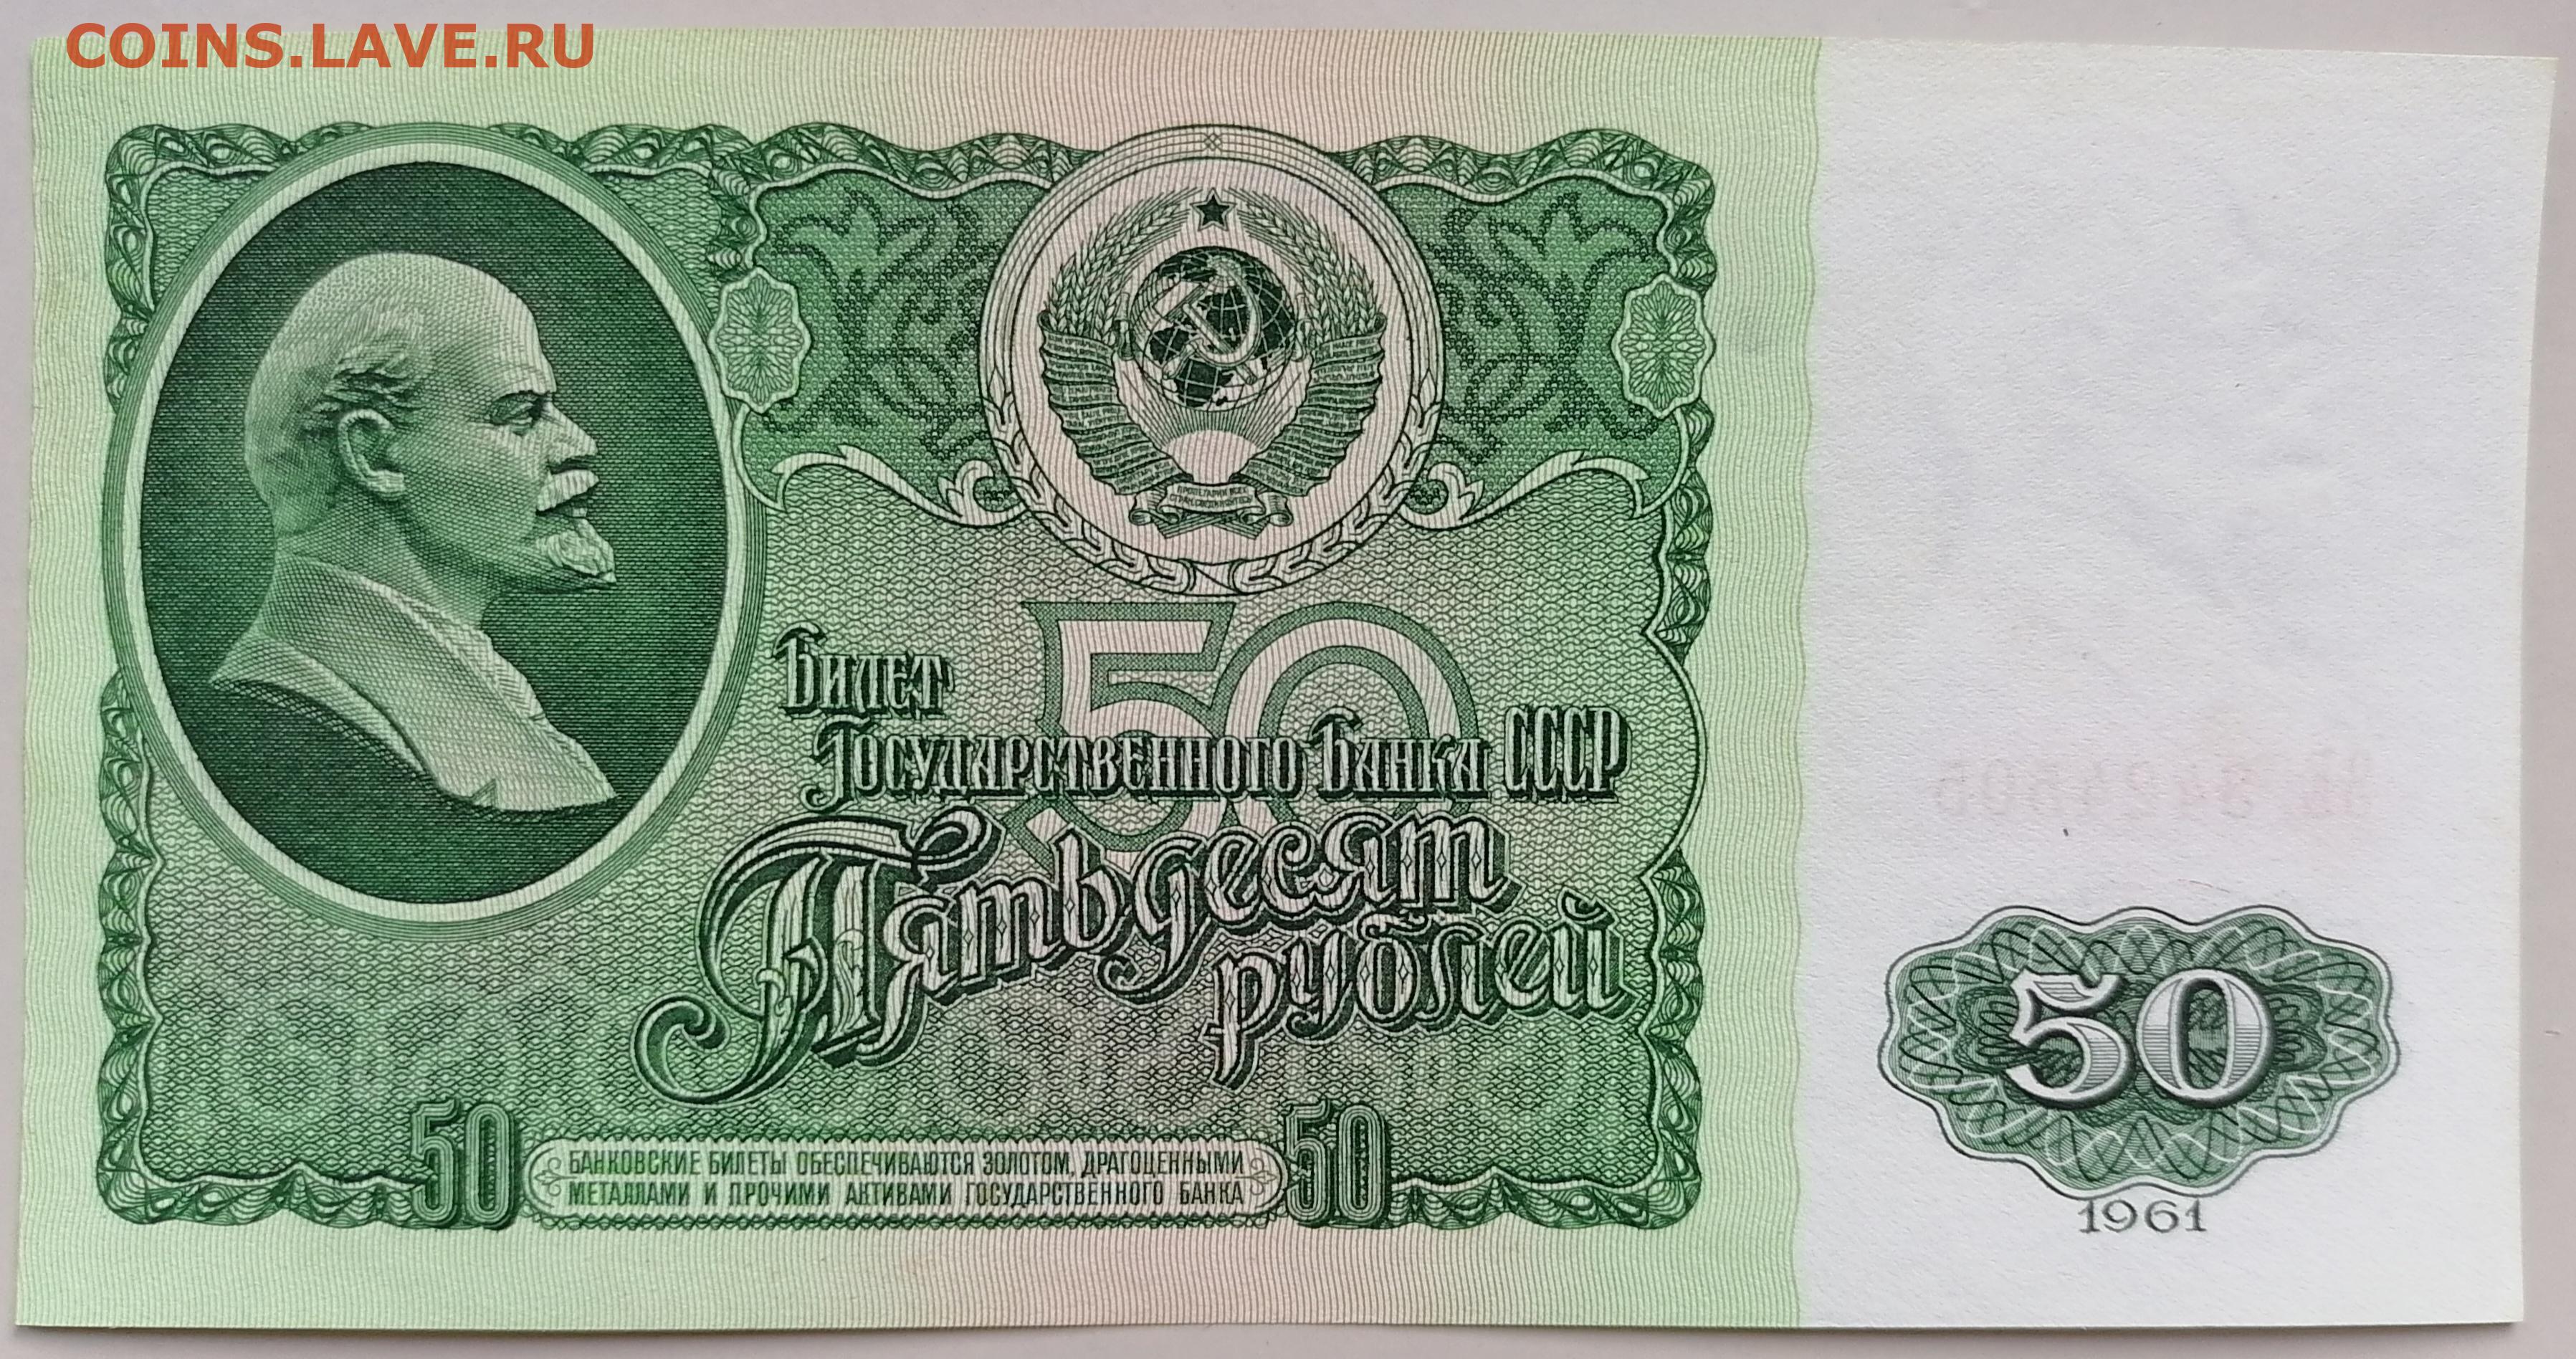 COINS.LAVE.RU
Билет
Государственного Банка СССР
50
Пятьдесят
рублей
50
БАНКОВСКИЕ БИЛЕТЫ ОБЕСПЕЧИВАЮТСЯ ЗОЛОТОМ, ДРАГОЦЕННЫМИ
МЕТАЛЛАМИ И ПРОЧИМИ АКТИВАМИ ГОСУДАРСТВЕННОГО БАНКА
50
50
1961